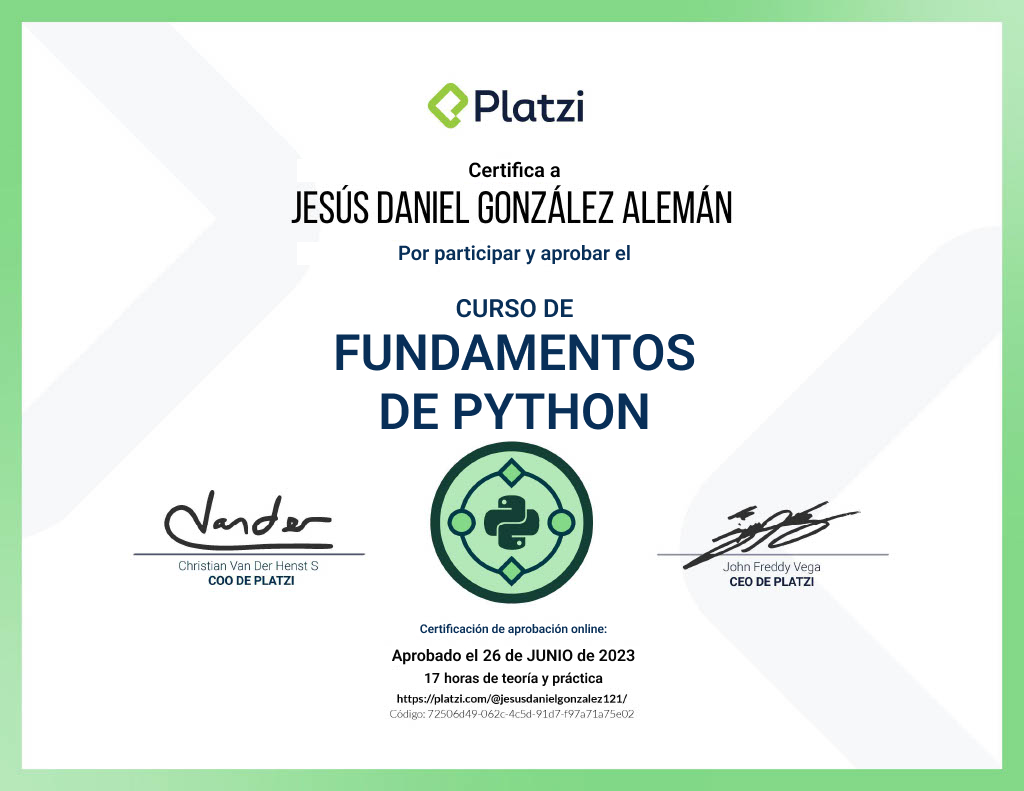 Platzi
Certifica a
JESÚS DANIEL GONZÁLEZ ALEMÁN
Por participar y aprobar el
CURSO DE
FUNDAMENTOS
DE PYTHON
Vander
Christian Van Der Henst S
COO DE PLATZI
John Freddy Vega
CEO DE PLATZI
Certificación de aprobación online:
Aprobado el 26 de JUNIO de 2023
17 horas de teoría y práctica
https://platzi.com/@jesusdanielgonzalez121/
Código: 72506d49-062c-4c5d-91d7-f97a71a75e02